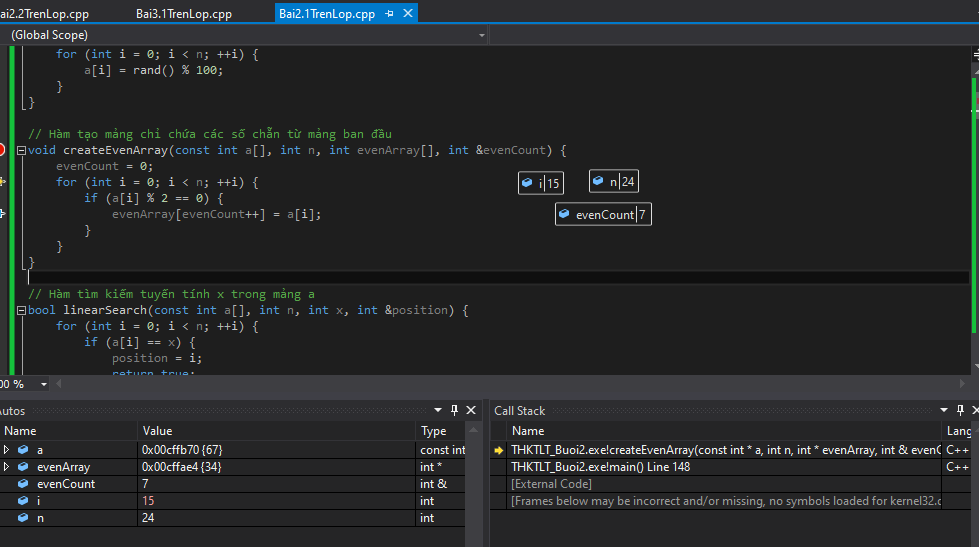 ai2.2TrenLop.cpp Bai3.1TrenLop.cpp Bai2.1TrenLop.cpp
(Global Scope)
for (int i = 0; i < n; ++i) {
a[i] = rand() % 100;
}
}
// Hàm tạo mảng chỉ chứa các số chẵn từ mảng ban đầu
void createEvenArray(const int a[], int n, int evenArray[], int &evenCount) {
evenCount = 0;
for (int i = 0; i < n; ++i) { i 15 n 24
if (a[i] % 2 == 0) {
evenArray[evenCount++] = a[i]; evenCount 7
}
}
}
// Hàm tìm kiếm tuyến tính x trong mảng a
bool linearSearch(const int a[], int n, int x, int &position) {
for (int i = 0; i < n; ++i) {
if (a[i] == x) {
position = i;
return true;
00 %
Autos
Name Value Type
a 0x00cffb70 {67} const int
evenArray 0x00cffae4 {34} int *
evenCount 7 int &
i 15 int
n 24 int
Call Stack
Name Lang
THKTLT_Buoi2.exe!createEvenArray(const int * a, int n, int * evenArray, int & evenC C++
THKTLT_Buoi2.exe!main() Line 148 C++
[External Code]
[Frames below may be incorrect and/or missing, no symbols loaded for kernel32.d